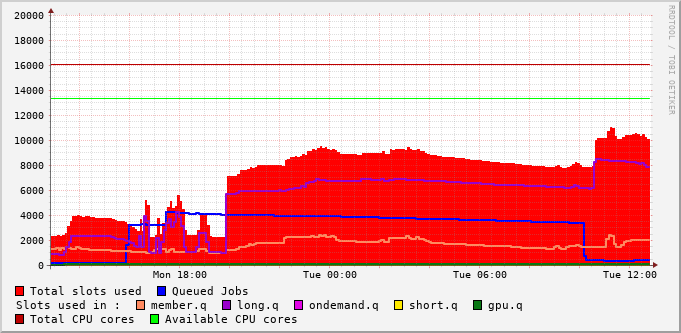 RRDTOOL / TOBI OETIKER
20000
18000
16000
14000
12000
10000
8000
6000
4000
2000
0
Mon 18:00 Tue 00:00 Tue 06:00 Tue 12:00
Total slots used Queued Jobs
Slots used in : member.q long.q ondemand.q short.q gpu.q
Total CPU cores Available CPU cores